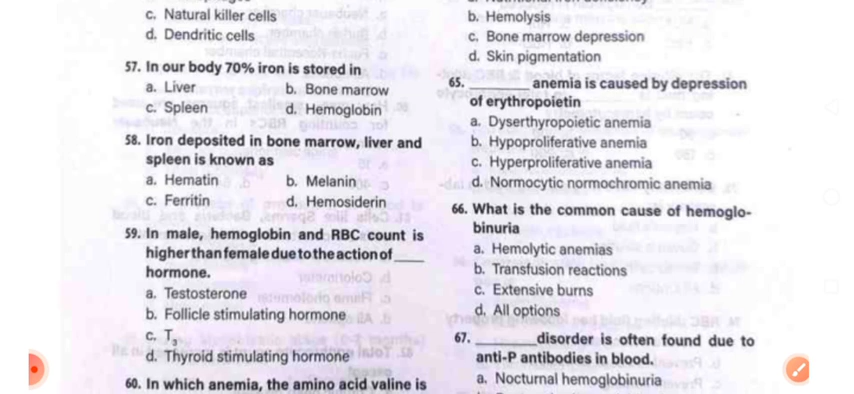 c. Natural killer cells
d. Dendritic cells
57. In our body 70% iron is stored in
a. Liver b. Bone marrow
c. Spleen d. Hemoglobin
58. Iron deposited in bone marrow, liver and
spleen is known as
a. Hematin b. Melanin
c. Ferritin d. Hemosiderin
59. In male, hemoglobin and RBC count is
higher than female due to the action of ____
hormone.
a. Testosterone
b. Follicle stimulating hormone
c. T3
d. Thyroid stimulating hormone
60. In which anemia, the amino acid valine is
b. Hemolysis
c. Bone marrow depression
d. Skin pigmentation
65. ________ anemia is caused by depression
of erythropoietin
a. Dyserthyropoietic anemia
b. Hypoproliferative anemia
c. Hyperproliferative anemia
d. Normocytic normochromic anemia
66. What is the common cause of hemoglo-
binuria
a. Hemolytic anemias
b. Transfusion reactions
c. Extensive burns
d. All options
67. ________ disorder is often found due to
anti-P antibodies in blood.
a. Nocturnal hemoglobinuria